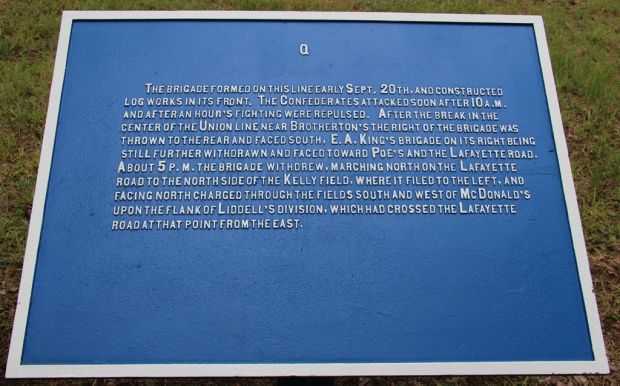 Q
The brigade formed on this line early Sept. 20th, and constructed
log works in its front. The Confederates attacked soon after 10 a.m.
and after an hour's fighting were repulsed. After the break in the
center of the Union line near Brotherton's the right of the brigade was
thrown to the rear and faced south, E. A. King's brigade on its right being
still further withdrawn and faced toward Poe's and the Lafayette road.
About 5 p.m. the brigade withdrew, marching north on the Lafayette
road to the north side of the Kelly field, where it filed to the left, and
facing north charged through the fields south and west of McDonald's
upon the flank of Liddell's division, which had crossed the Lafayette
road at that point from the east.